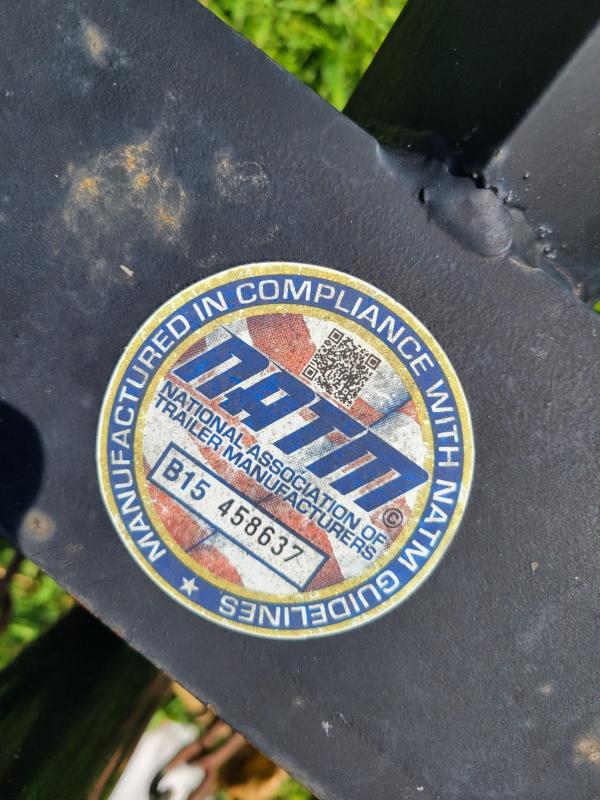 MANUFACTURED IN COMPLIANCE WITH NATM GUIDELINES
NATM ©
NATIONAL ASSOCIATION OF
TRAILER MANUFACTURERS
B15 458637